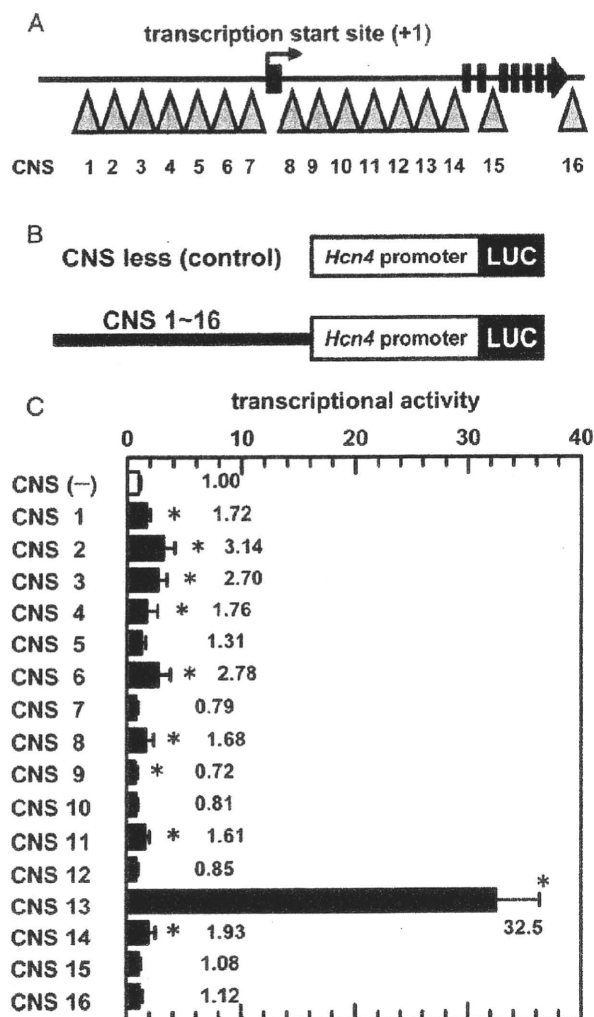 A
transcription start site (+1)
CNS 1 2 3 4 5 6 7 8 9 10 11 12 13 14 15 16
B
CNS less (control) Hcn4 promoter LUC
CNS 1~16 Hcn4 promoter LUC
C
transcriptional activity
0 10 20 30 40
CNS (−) 1.00
CNS 1 * 1.72
CNS 2 * 3.14
CNS 3 * 2.70
CNS 4 * 1.76
CNS 5 1.31
CNS 6 * 2.78
CNS 7 0.79
CNS 8 * 1.68
CNS 9 * 0.72
CNS 10 0.81
CNS 11 * 1.61
CNS 12 0.85
CNS 13 * 32.5
CNS 14 * 1.93
CNS 15 1.08
CNS 16 1.12